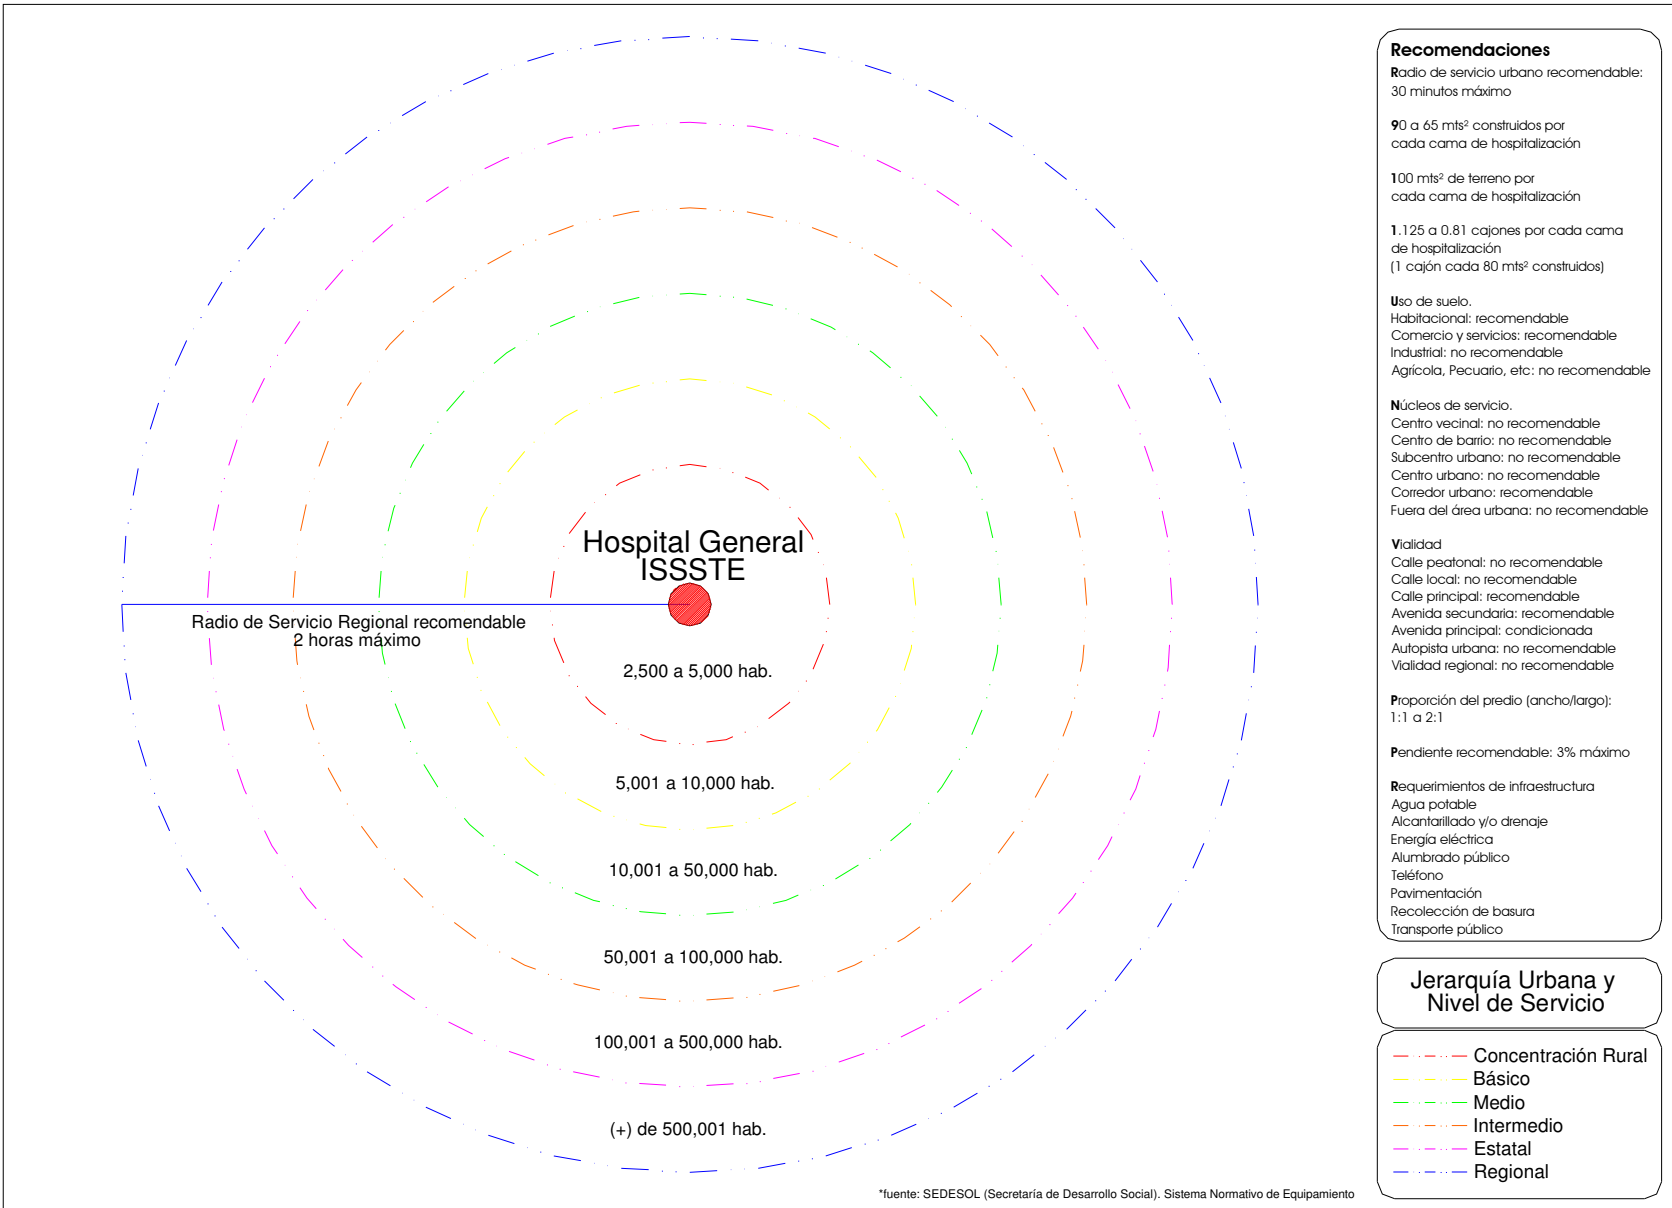 Hospital General
ISSSTE
Radio de Servicio Regional recomendable
2 horas máximo
2,500 a 5,000 hab.
5,001 a 10,000 hab.
10,001 a 50,000 hab.
50,001 a 100,000 hab.
100,001 a 500,000 hab.
(+) de 500,001 hab.
*fuente: SEDESOL (Secretaría de Desarrollo Social). Sistema Normativo de Equipamiento
Recomendaciones
Radio de servicio urbano recomendable:
30 minutos máximo
90 a 65 mts² construidos por
cada cama de hospitalización
100 mts² de terreno por
cada cama de hospitalización
1.125 a 0.81 cajones por cada cama
de hospitalización
(1 cajón cada 80 mts² construidos)
Uso de suelo.
Habitacional: recomendable
Comercio y servicios: recomendable
Industrial: no recomendable
Agrícola, Pecuario, etc: no recomendable
Núcleos de servicio.
Centro vecinal: no recomendable
Centro de barrio: no recomendable
Subcentro urbano: no recomendable
Centro urbano: no recomendable
Corredor urbano: recomendable
Fuera del área urbana: no recomendable
Vialidad
Calle peatonal: no recomendable
Calle local: no recomendable
Calle principal: recomendable
Avenida secundaria: recomendable
Avenida principal: condicionada
Autopista urbana: no recomendable
Vialidad regional: no recomendable
Proporción del predio (ancho/largo):
1:1 a 2:1
Pendiente recomendable: 3% máximo
Requerimientos de infraestructura
Agua potable
Alcantarillado y/o drenaje
Energía eléctrica
Alumbrado público
Teléfono
Pavimentación
Recolección de basura
Transporte público
Jerarquía Urbana y
Nivel de Servicio
Concentración Rural
Básico
Medio
Intermedio
Estatal
Regional